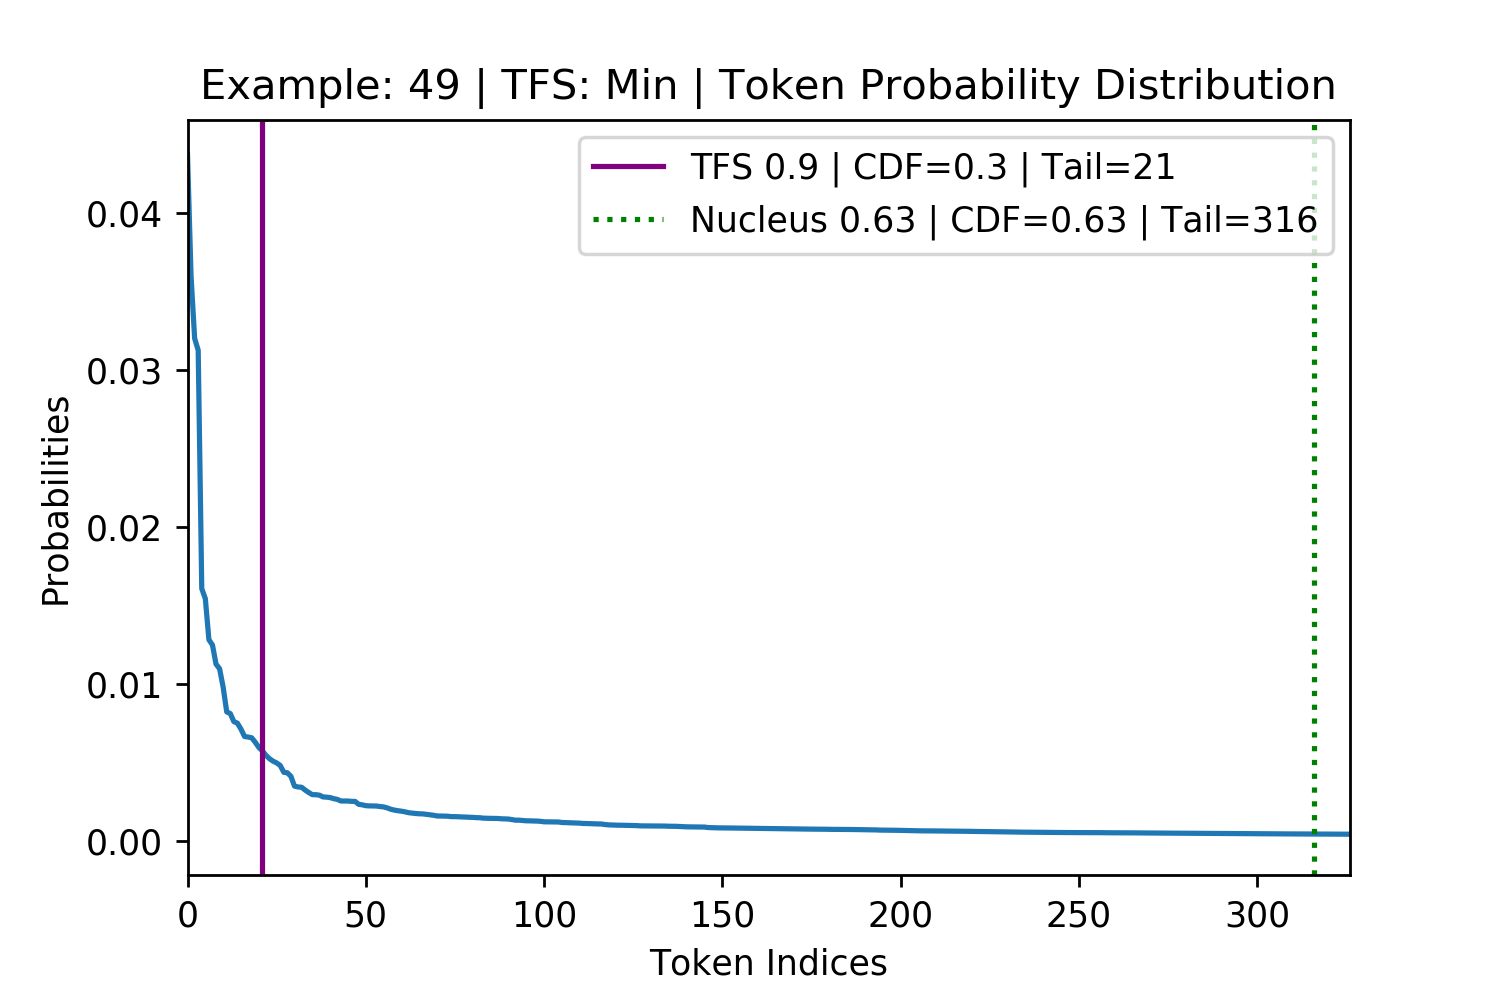 Example: 49 | TFS: Min | Token Probability Distribution
TFS 0.9 | CDF=0.3 | Tail=21
Nucleus 0.63 | CDF=0.63 | Tail=316
0.04
0.03
0.02
0.01
0.00
Probabilities
0 50 100 150 200 250 300
Token Indices